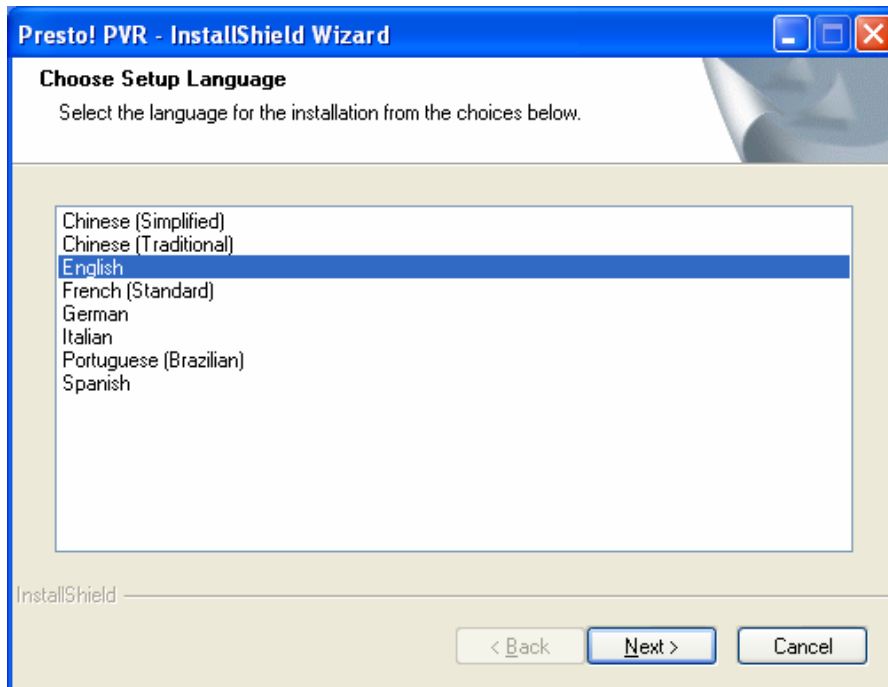 Presto! PVR - InstallShield Wizard
Choose Setup Language
Select the language for the installation from the choices below.
Chinese (Simplified)
Chinese (Traditional)
English
French (Standard)
German
Italian
Portuguese (Brazilian)
Spanish
InstallShield
< Back Next > Cancel